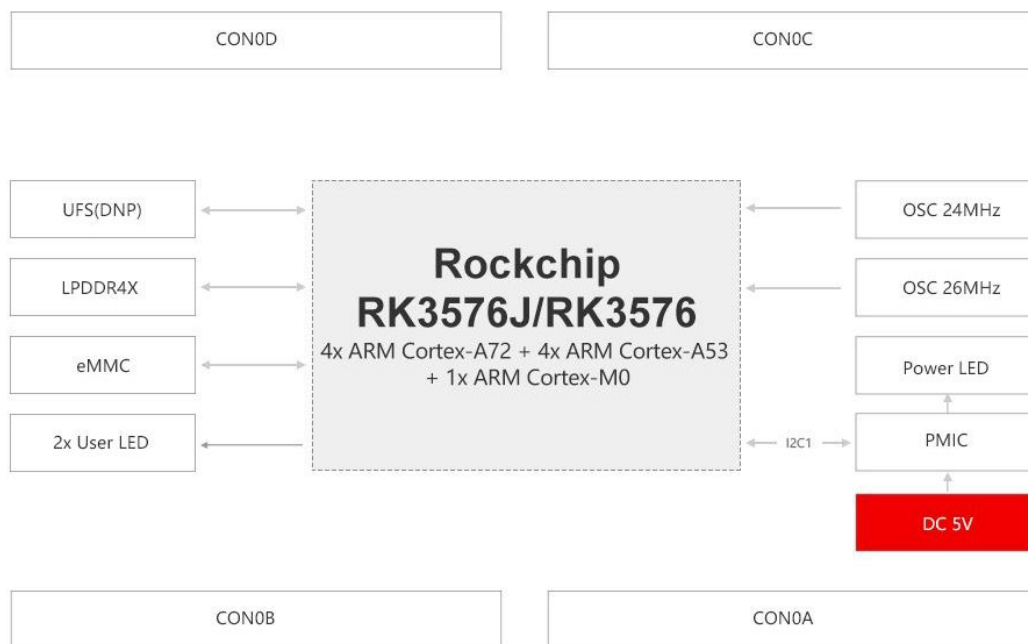 CON0D
CON0C
UFS(DNP)
OSC 24MHz
Rockchip
RK3576J/RK3576
4x ARM Cortex-A72 + 4x ARM Cortex-A53
+ 1x ARM Cortex-M0
LPDDR4X
OSC 26MHz
eMMC
Power LED
2x User LED
I2C1
PMIC
DC 5V
CON0B
CON0A